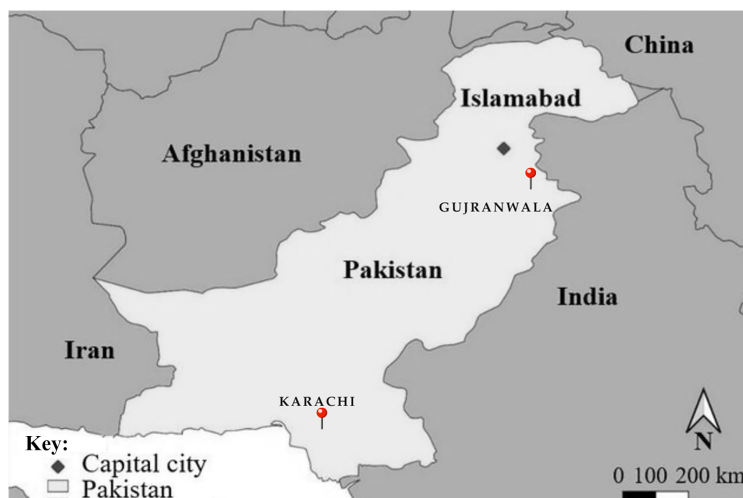 China
Islamabad
Afghanistan
GUJRANWALA
Pakistan
India
Iran
KARACHI
N
Key:
Capital city
Pakistan
0 100 200 km